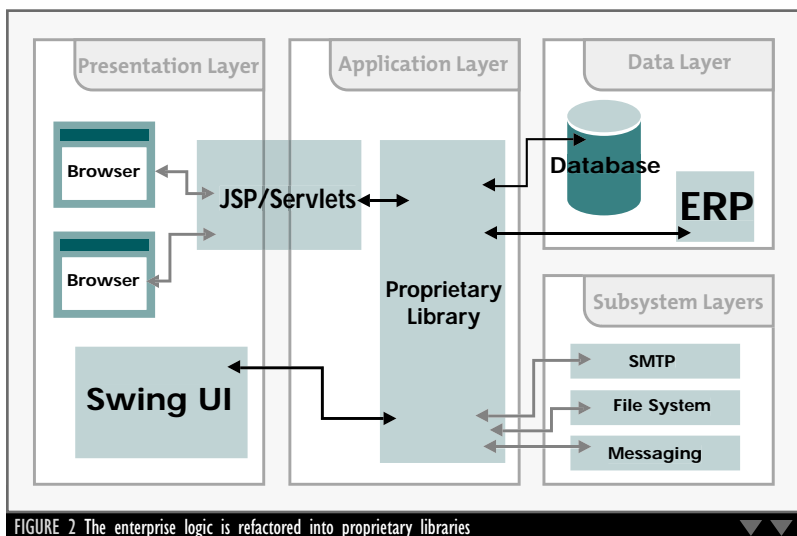 Presentation Layer
Application Layer
Data Layer
Browser
Browser
JSP/Servlets
Swing UI
Proprietary
Library
Database
ERP
Subsystem Layers
SMTP
File System
Messaging
FIGURE 2 The enterprise logic is refactored into proprietary libraries